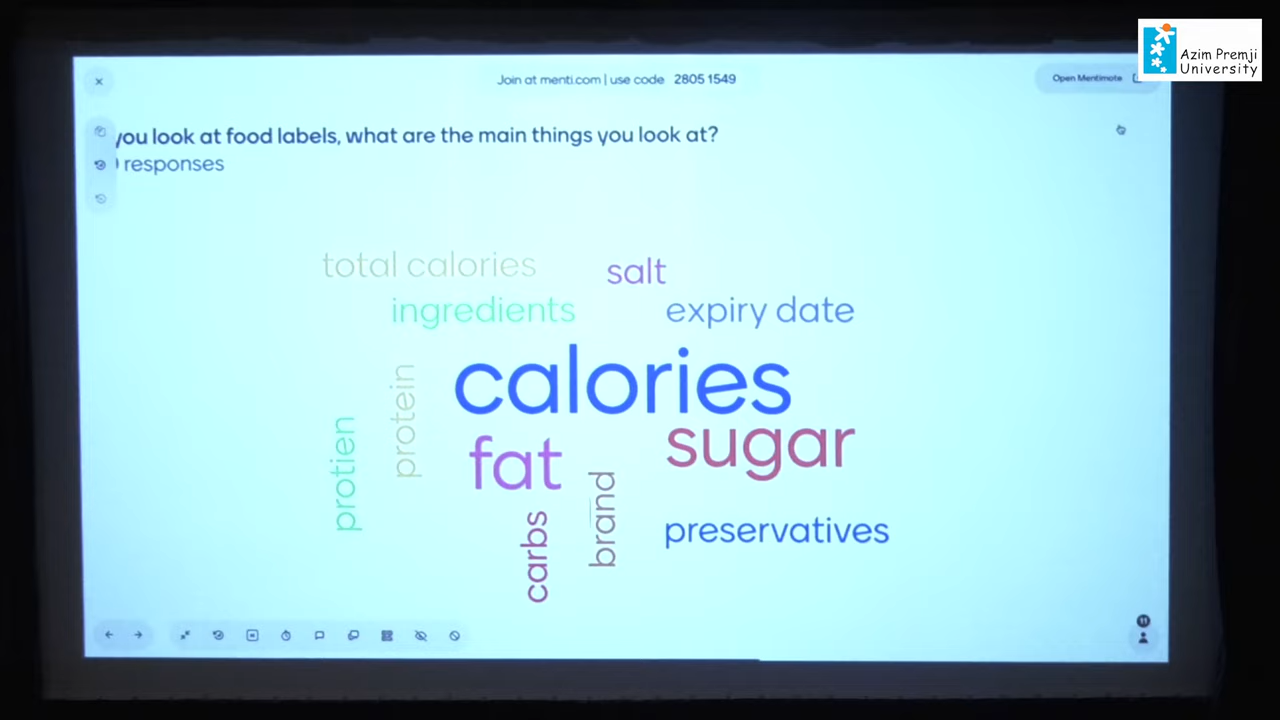 Azim Premji
University
Join at menti.com | use code 2805 1549
Open Mentimote
you look at food labels, what are the main things you look at?
responses
total calories
salt
ingredients
expiry date
calories
protein
protien
fat
sugar
carbs
brand
preservatives